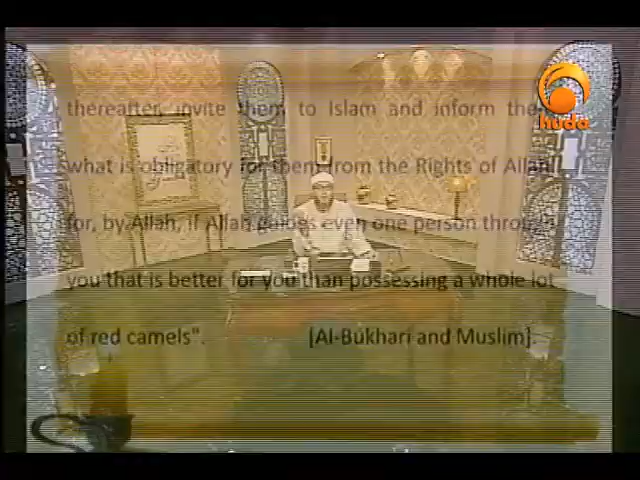 thereafter, invite them to Islam and inform them
what is obligatory for them from the Rights of Allah,
for, by Allah, if Allah guides even one person through
you that is better for you than possessing a whole lot
of red camels". [Al-Bukhari and Muslim].
huda